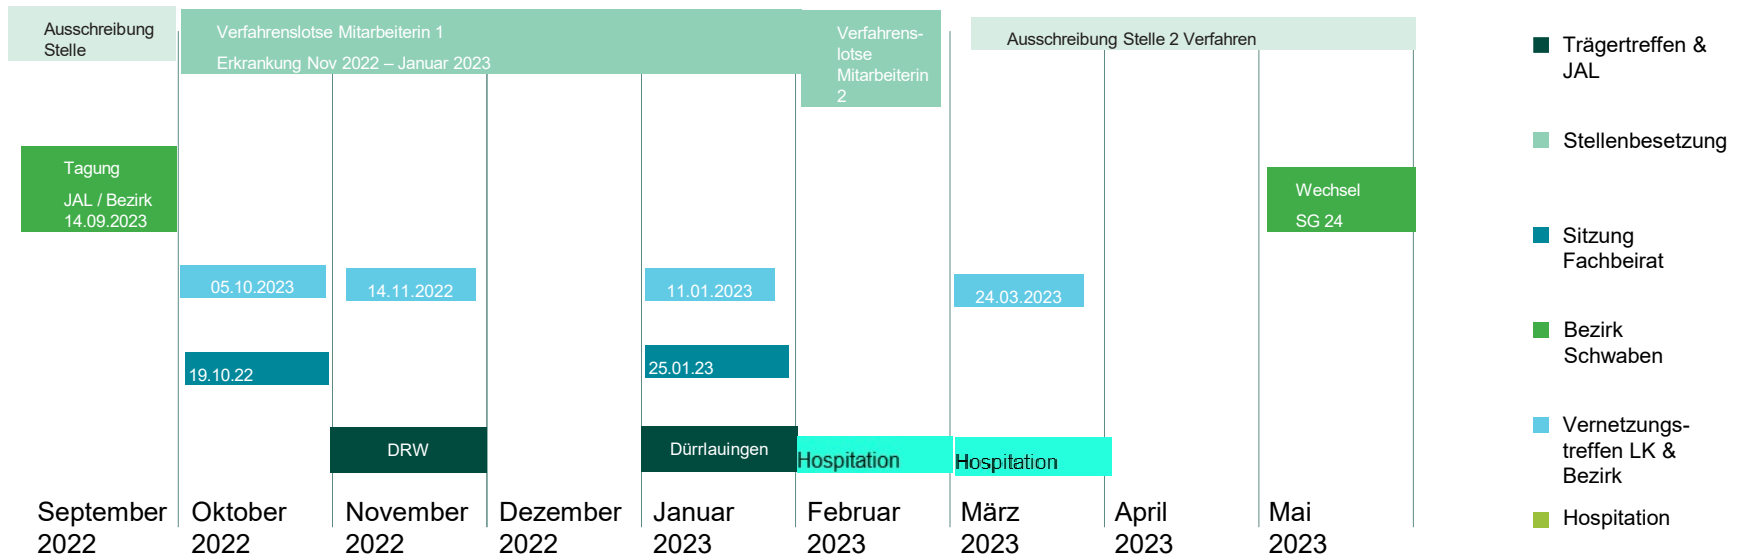 Ausschreibung
Stelle
Verfahrenslotse Mitarbeiterin 1
Erkrankung Nov 2022 – Januar 2023
Verfahrens-
lotse
Mitarbeiterin
2
Ausschreibung Stelle 2 Verfahren
Tagung
JAL / Bezirk
14.09.2023
Wechsel
SG 24
05.10.2023
14.11.2022
11.01.2023
24.03.2023
19.10.22
25.01.23
DRW
Dürrlauingen
Hospitation
Hospitation
September
2022
Oktober
2022
November
2022
Dezember
2022
Januar
2023
Februar
2023
März
2023
April
2023
Mai
2023
Trägertreffen &
JAL
Stellenbesetzung
Sitzung
Fachbeirat
Bezirk
Schwaben
Vernetzungs-
treffen LK &
Bezirk
Hospitation